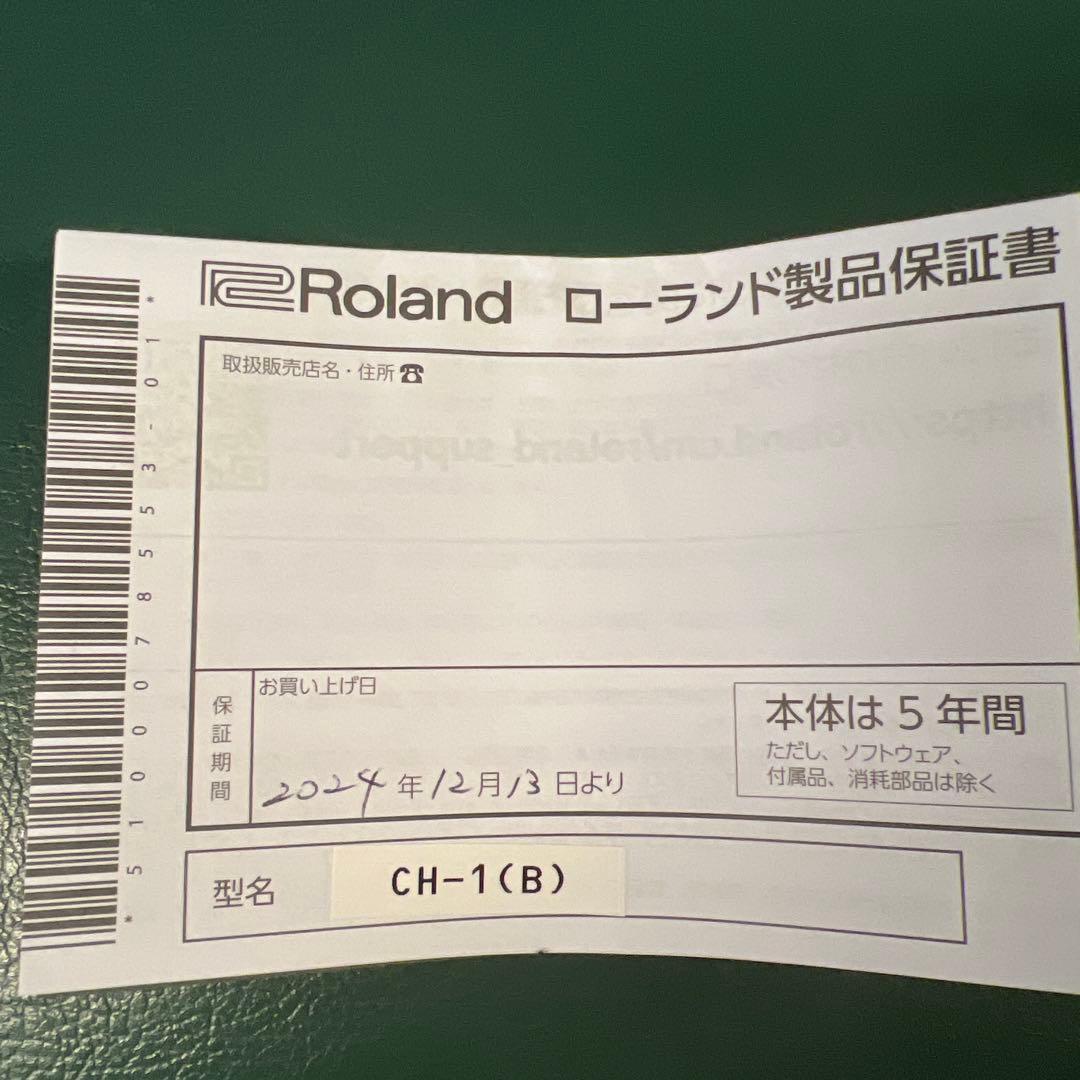 Roland ローランド製品保証書
取扱販売店名・住所☎
保証期間
お買い上げ日
2024年12月13日より
本体は5年間
ただし、ソフトウェア、
付属品、消耗部品は除く
型名 CH-1(B)
*5100078553-01*